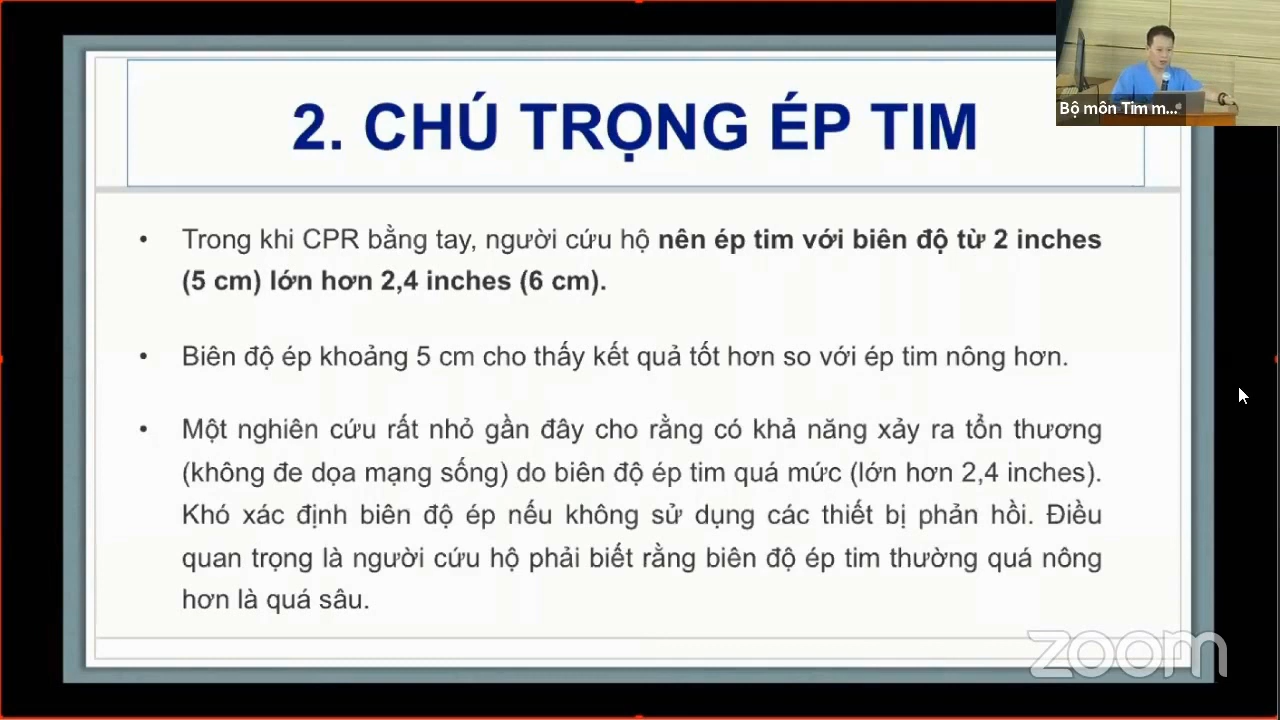 2. CHÚ TRỌNG ÉP TIM
Bộ môn Tim m...
• Trong khi CPR bằng tay, người cứu hộ nên ép tim với biên độ từ 2 inches
(5 cm) lớn hơn 2,4 inches (6 cm).
• Biên độ ép khoảng 5 cm cho thấy kết quả tốt hơn so với ép tim nông hơn.
• Một nghiên cứu rất nhỏ gần đây cho rằng có khả năng xảy ra tổn thương
(không đe dọa mạng sống) do biên độ ép tim quá mức (lớn hơn 2,4 inches).
Khó xác định biên độ ép nếu không sử dụng các thiết bị phản hồi. Điều
quan trọng là người cứu hộ phải biết rằng biên độ ép tim thường quá nông
hơn là quá sâu.
zoom